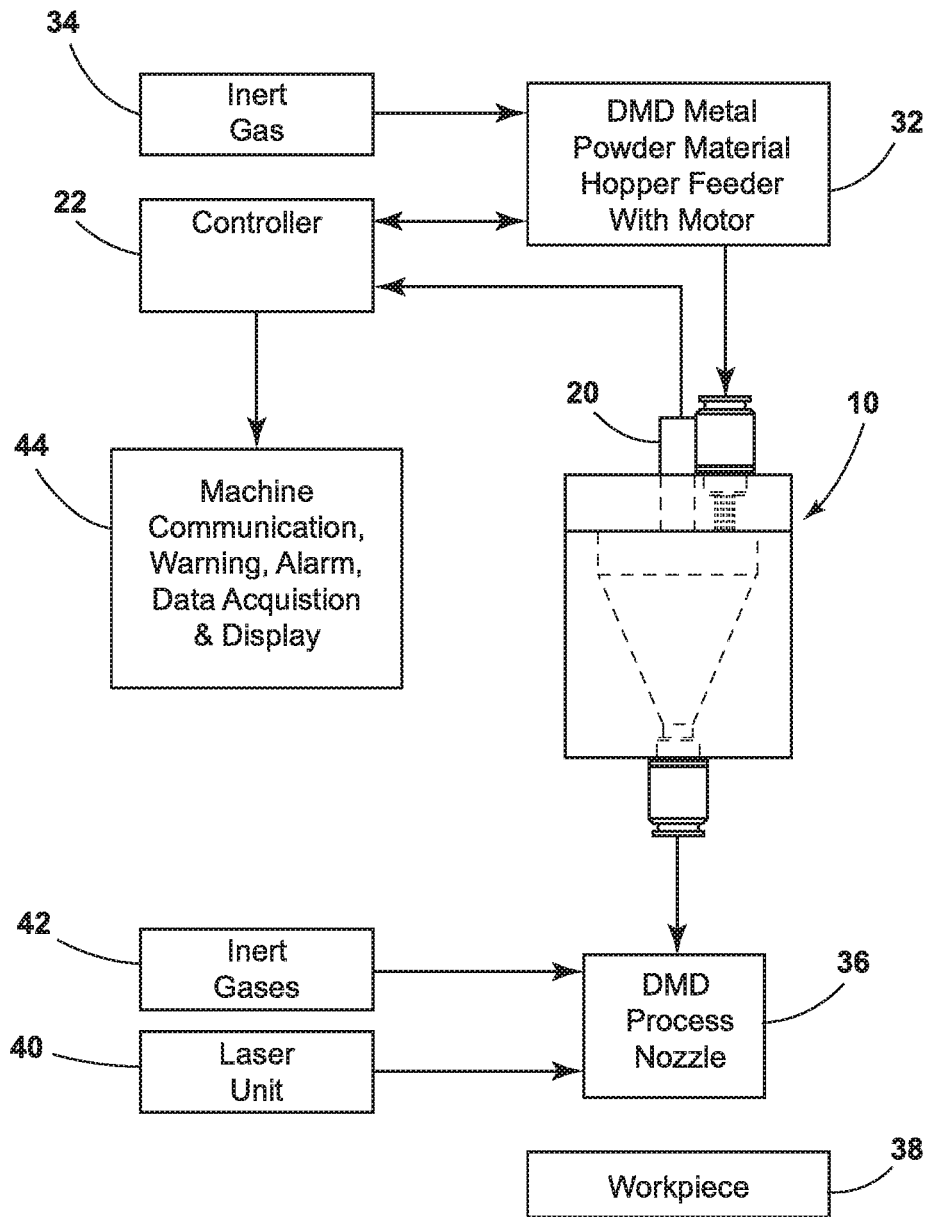 34
Inert
Gas
DMD Metal
Powder Material
Hopper Feeder
With Motor
32
22
Controller
20
10
44
Machine
Communication,
Warning, Alarm,
Data Acquistion
& Display
42
Inert
Gases
DMD
Process
Nozzle
36
40
Laser
Unit
38
Workpiece